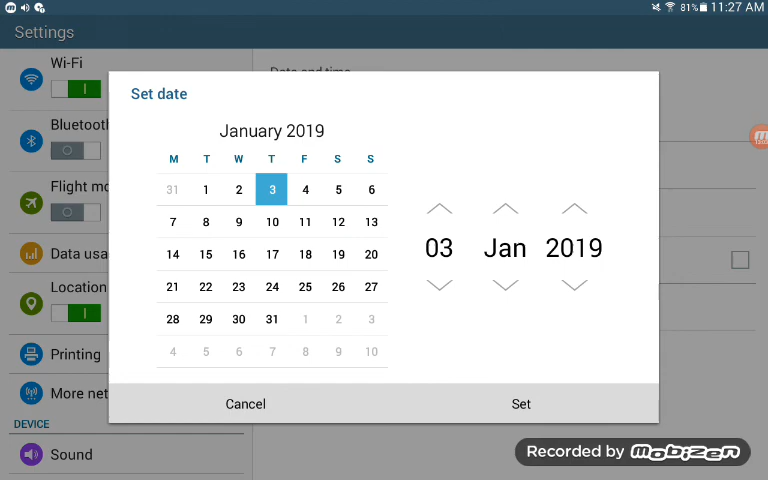 81% 11:27 AM
Settings
Wi-Fi
Date and time
Set date
January 2019
M T W T F S S
31 1 2 3 4 5 6
7 8 9 10 11 12 13
14 15 16 17 18 19 20
21 22 23 24 25 26 27
28 29 30 31 1 2 3
4 5 6 7 8 9 10
03 Jan 2019
Cancel Set
Bluetooth
Flight mo
Data usa
Location
Printing
More net
DEVICE
Sound
Recorded by mobizen